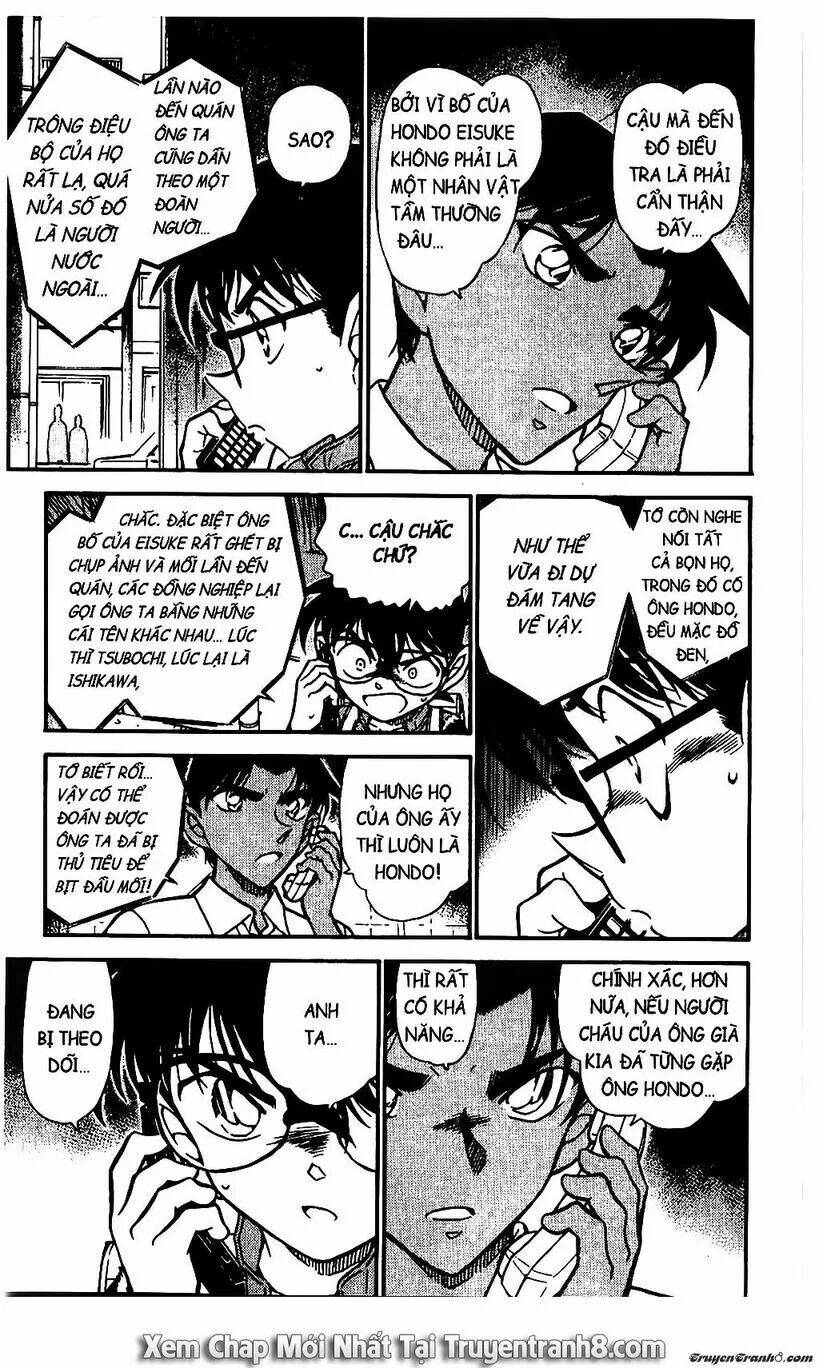 CẬU MÀ ĐẾN
ĐÓ ĐIỀU
TRA LÀ PHẢI
CẨN THẬN
ĐẤY...
BỞI VÌ BỐ CỦA
HONDO EISUKE
KHÔNG PHẢI LÀ
MỘT NHÂN VẬT
TẦM THƯỜNG
ĐÂU...
SAO?
LẦN NÀO
ĐẾN QUÁN
ÔNG TA
CŨNG DẪN
THEO MỘT
ĐOÀN
NGƯỜI...
TRÔNG ĐIỆU
BỘ CỦA HỌ
RẤT LẠ, QUÁ
NỬA SỐ ĐÓ
LÀ NGƯỜI
NƯỚC
NGOÀI...
TỚ CÒN NGHE
NÓI TẤT
CẢ BỌN HỌ,
TRONG ĐÓ CÓ
ÔNG HONDO,
ĐỀU MẶC ĐỒ
ĐEN,
NHƯ THỂ
VỪA ĐI DỰ
ĐÁM TANG
VỀ VẬY.
C... CẬU CHẮC
CHỨ?
CHẮC. ĐẶC BIỆT ÔNG
BỐ CỦA EISUKE RẤT GHÉT BỊ
CHỤP ẢNH VÀ MỖI LẦN ĐẾN
QUÁN, CÁC ĐỒNG NGHIỆP LẠI
GỌI ÔNG TA BẰNG NHỮNG
CÁI TÊN KHÁC NHAU... LÚC
THÌ TSUBOCHI, LÚC LẠI LÀ
ISHIKAWA,
NHƯNG HỌ
CỦA ÔNG ẤY
THÌ LUÔN LÀ
HONDO!
TỚ BIẾT RỒI...
VẬY CÓ THỂ
ĐOÁN ĐƯỢC
ÔNG TA ĐÃ BỊ
THỦ TIÊU ĐỂ
BỊT ĐẦU MỐI!
CHÍNH XÁC, HƠN
NỮA, NẾU NGƯỜI
CHÁU CỦA ÔNG GIÀ
KIA ĐÃ TỪNG GẶP
ÔNG HONDO...
THÌ RẤT
CÓ KHẢ
NĂNG...
ANH
TA...
ĐANG
BỊ THEO
DÕI...
Xem Chap Mới Nhất Tại Truyentranh8.com
TruyenTranh8.com